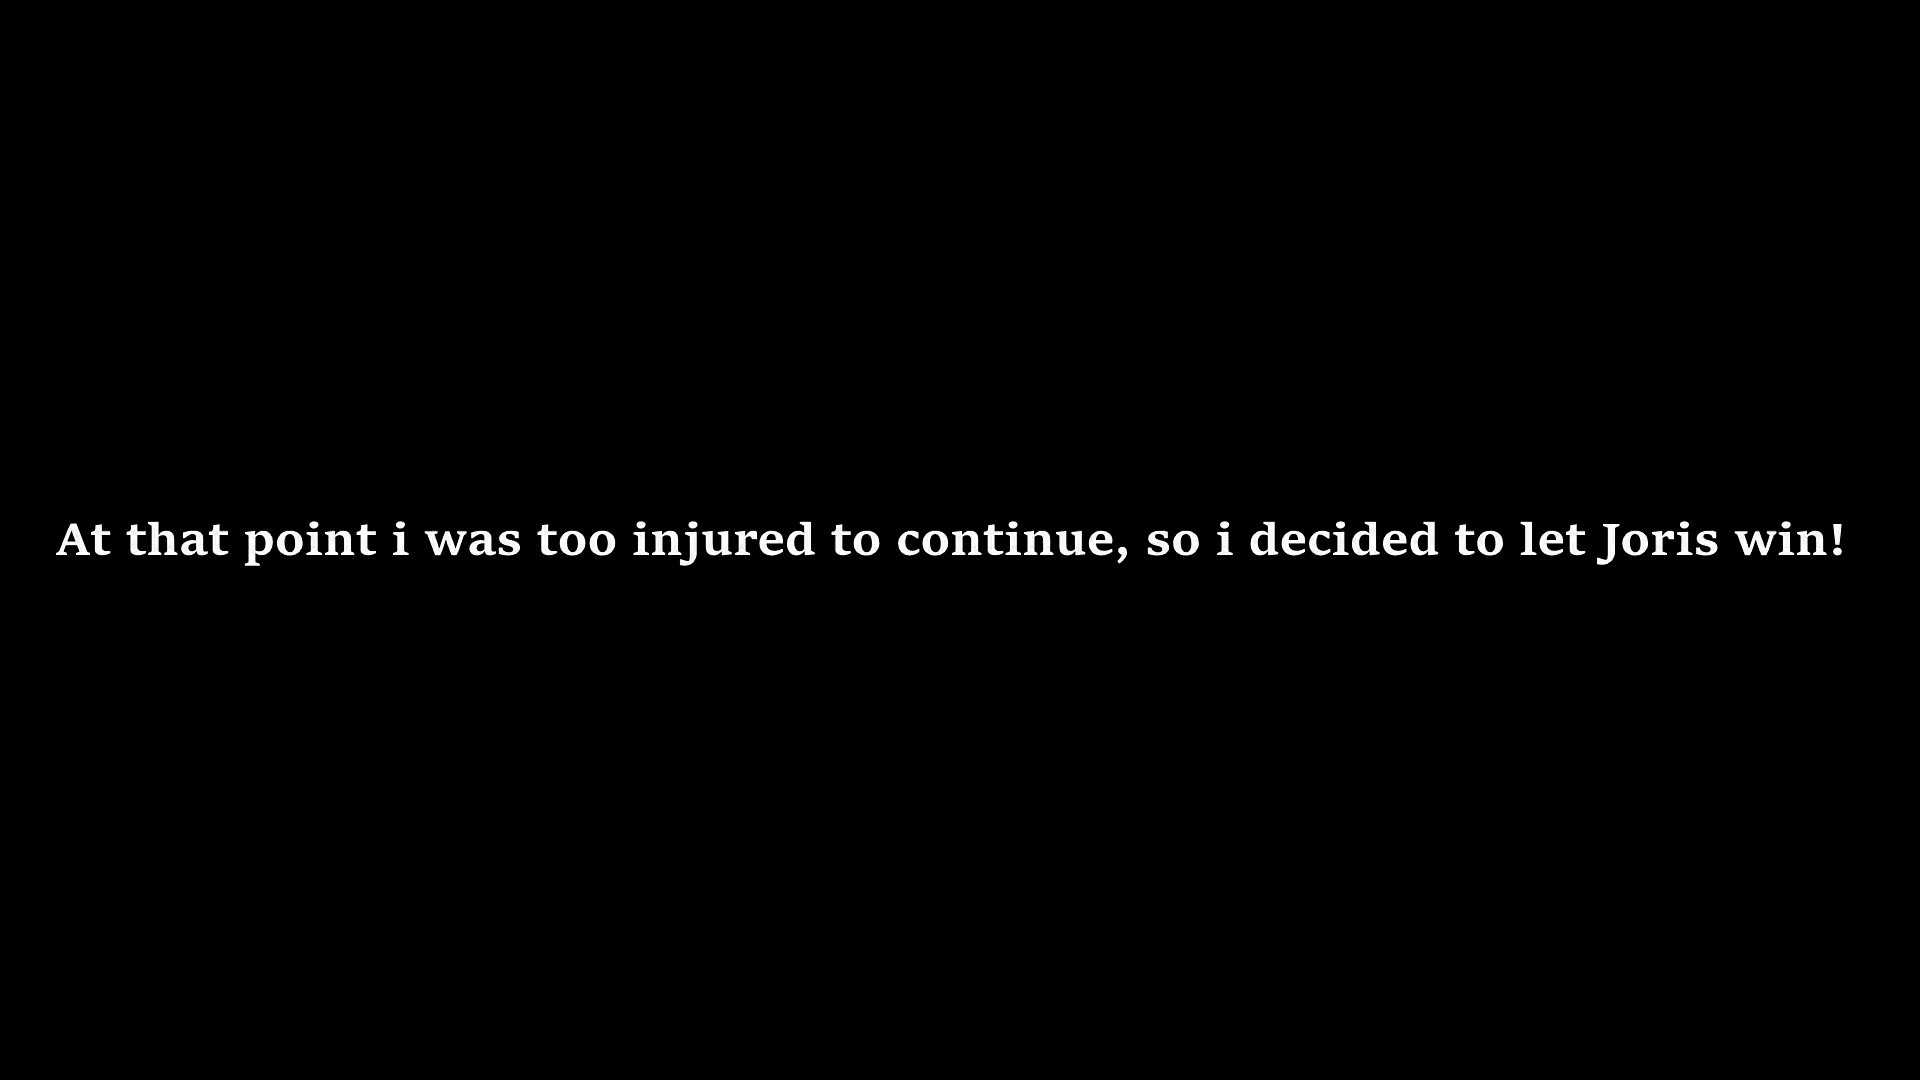 At that point i was too injured to continue, so i decided to let Joris win!